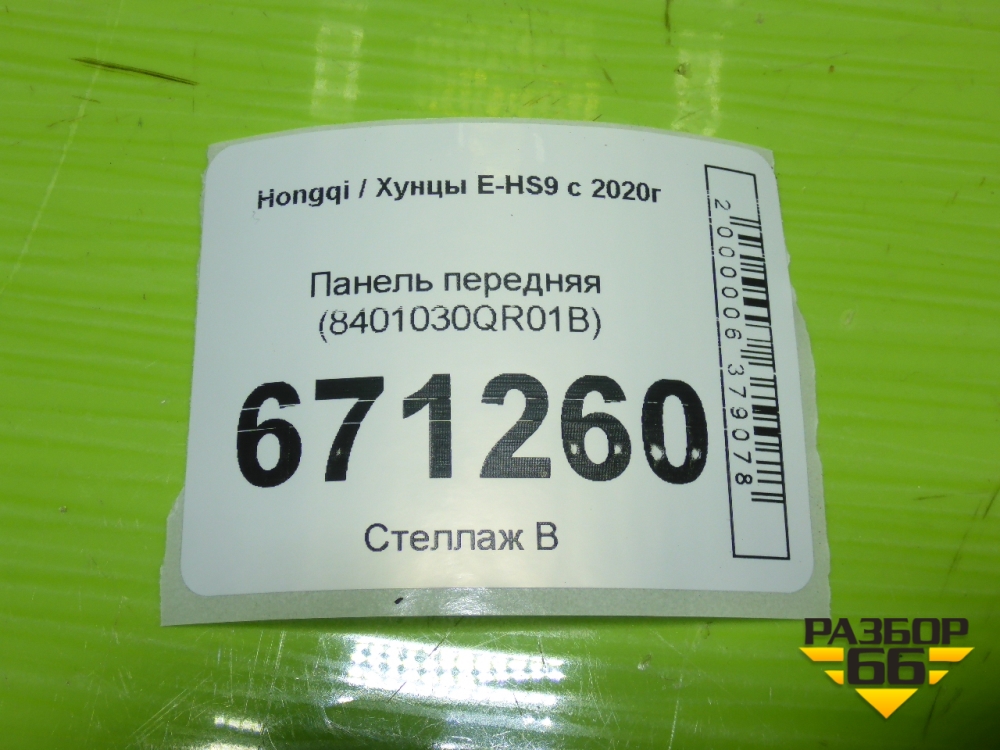 Hongqi / Хунцы E-HS9 с 2020г
Панель передняя
(8401030QR01B)
671260
Стеллаж В
2000006379078
РАЗБОР
66